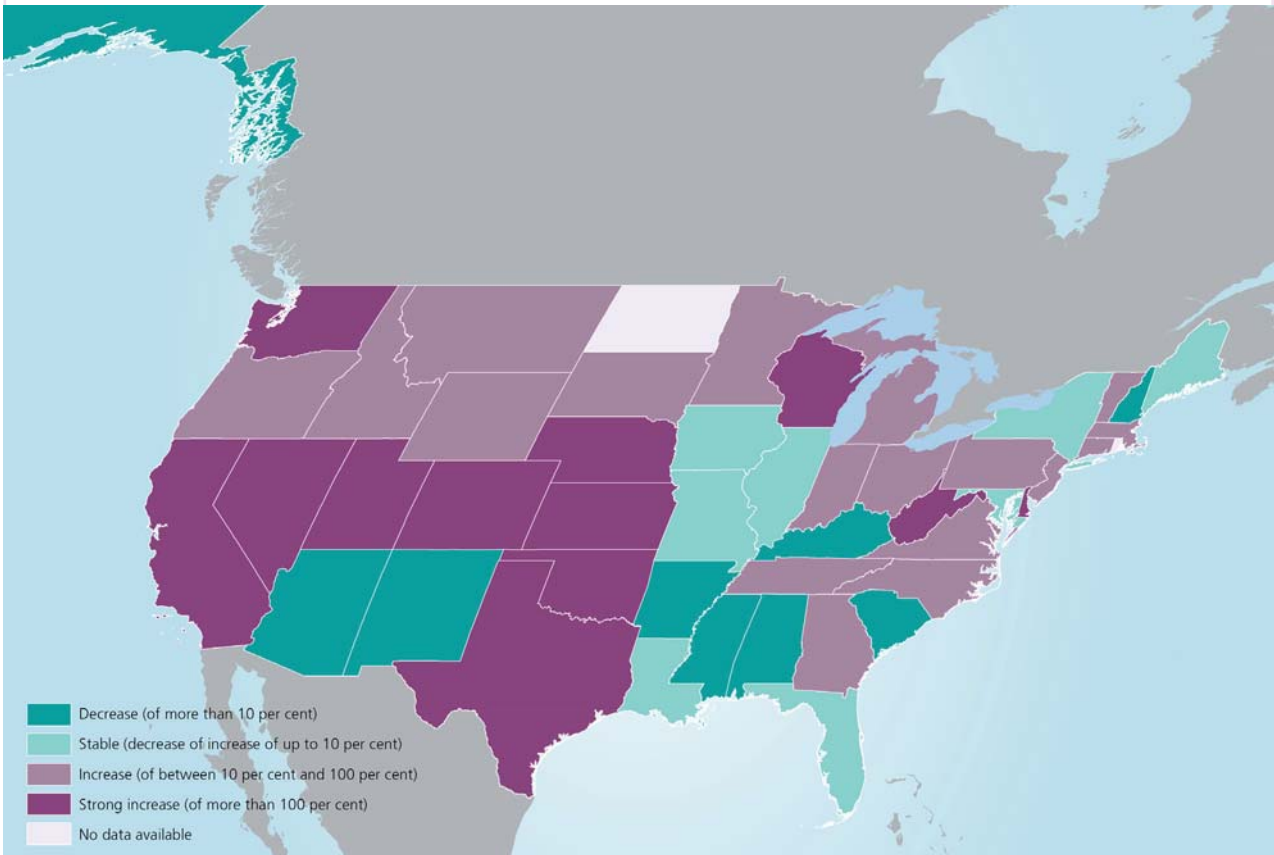 Decrease (of more than 10 per cent)
Stable (decrease of increase of up to 10 per cent)
Increase (of between 10 per cent and 100 per cent)
Strong increase (of more than 100 per cent)
No data available